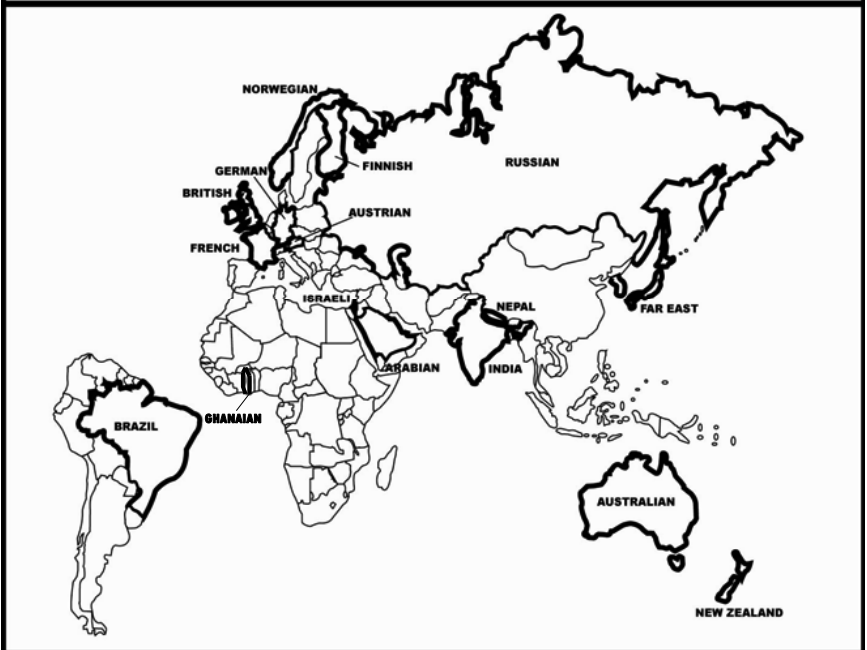 NORWEGIAN
FINNISH
RUSSIAN
GERMAN
BRITISH
AUSTRIAN
FRENCH
ISRAELI
NEPAL
FAR EAST
ARABIAN
INDIA
GHANAIAN
BRAZIL
AUSTRALIAN
NEW ZEALAND